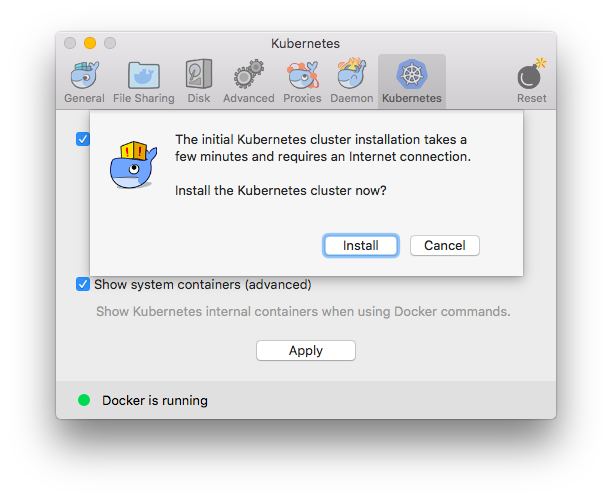 Kubernetes
General
File Sharing
Disk
Advanced
Proxies
Daemon
Kubernetes
Reset
The initial Kubernetes cluster installation takes a
few minutes and requires an Internet connection.
Install the Kubernetes cluster now?
Install
Cancel
Show system containers (advanced)
Show Kubernetes internal containers when using Docker commands.
Apply
Docker is running